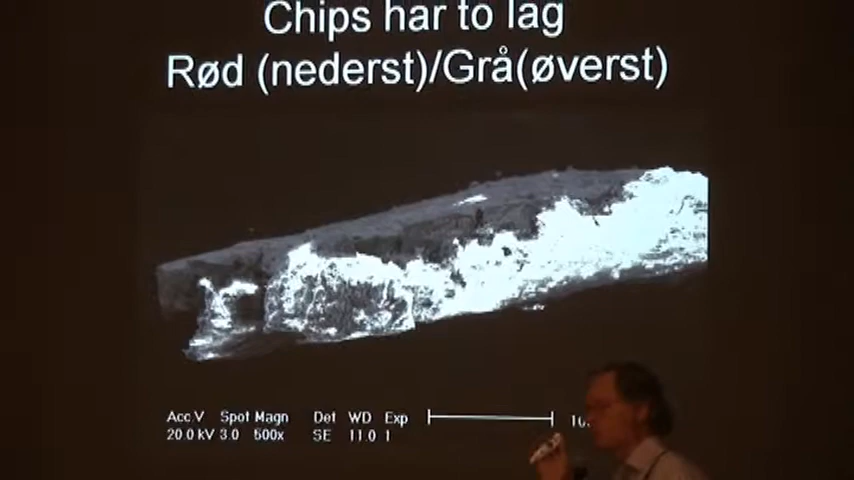 Chips har to lag
Rød (nederst)/Grå(øverst)
Acc.V Spot Magn Det WD Exp
20.0 kV 3.0 500x SE 11.0 1